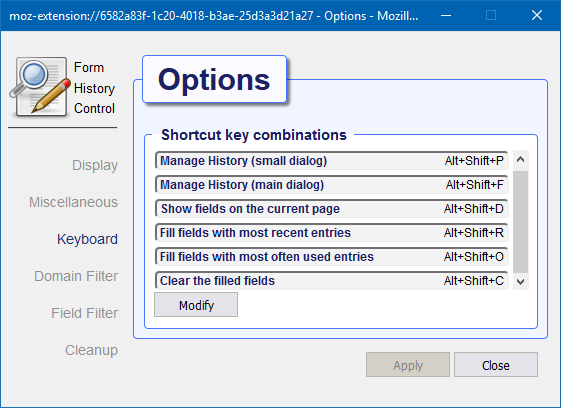 moz-extension://6582a83f-1c20-4018-b3ae-25d3a3d21a27 - Options - Mozill...
Form
History
Control
Options
Display
Miscellaneous
Keyboard
Domain Filter
Field Filter
Cleanup
Shortcut key combinations
Manage History (small dialog) Alt+Shift+P
Manage History (main dialog) Alt+Shift+F
Show fields on the current page Alt+Shift+D
Fill fields with most recent entries Alt+Shift+R
Fill fields with most often used entries Alt+Shift+O
Clear the filled fields Alt+Shift+C
Modify
Apply Close